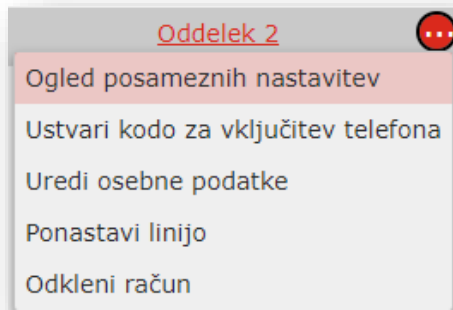 Oddelek 2
Ogled posameznih nastavitev
Ustvari kodo za vključitev telefona
Uredi osebne podatke
Ponastavi linijo
Odkleni račun